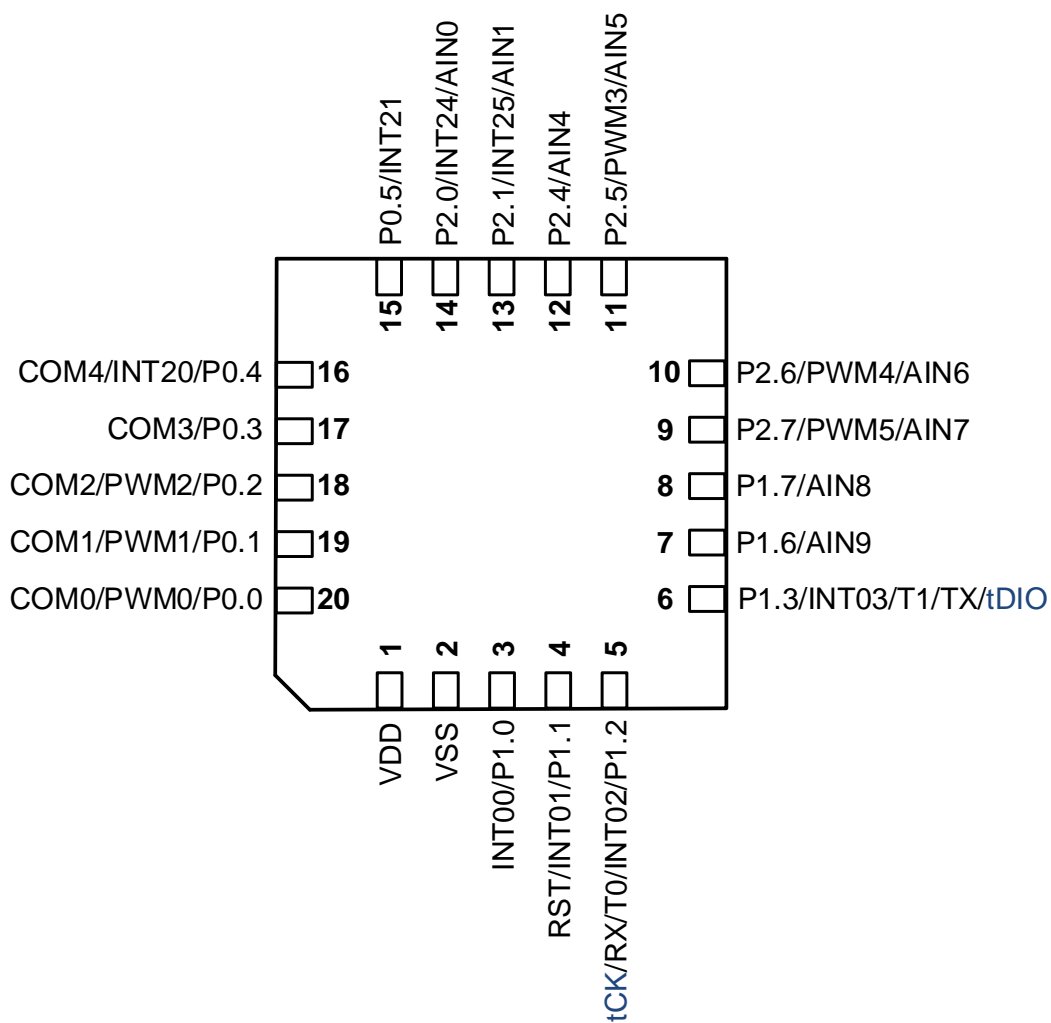 P0.5/INT21
P2.0/INT24/AIN0
P2.1/INT25/AIN1
P2.4/AIN4
P2.5/PWM3/AIN5
15
14
13
12
11
COM4/INT20/P0.4
16
COM3/P0.3
17
COM2/PWM2/P0.2
18
COM1/PWM1/P0.1
19
COM0/PWM0/P0.0
20
10
P2.6/PWM4/AIN6
9
P2.7/PWM5/AIN7
8
P1.7/AIN8
7
P1.6/AIN9
6
P1.3/INT03/T1/TX/tDIO
1
2
3
4
5
VDD
VSS
INT00/P1.0
RST/INT01/P1.1
tCK/RX/T0/INT02/P1.2